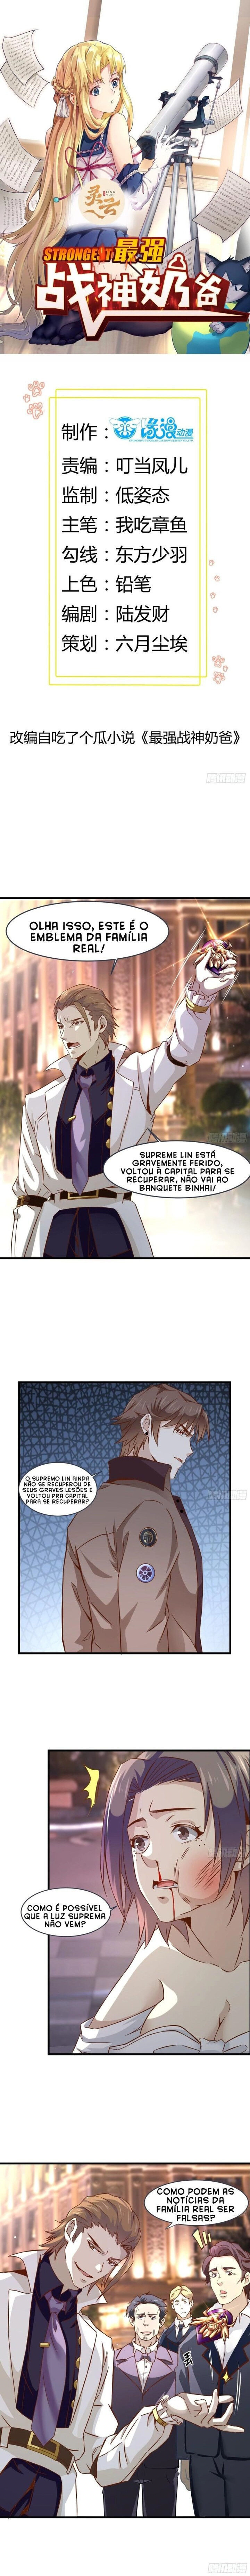 灵云
STRONGEST 最强
战神奶爸
制作：缘漫动漫
责编：叮当凤儿
监制：低姿态
主笔：我吃章鱼
勾线：东方少羽
上色：铅笔
编剧：陆发财
策划：六月尘埃
改编自吃了个瓜小说《最强战神奶爸》
OLHA ISSO, ESTE É O
EMBLEMA DA FAMÍLIA
REAL!
SUPREME LIN ESTÁ
GRAVEMENTE FERIDO,
VOLTOU À CAPITAL PARA SE
RECUPERAR, NÃO VAI AO
BANQUETE BINHAI!
O SUPREMO LIN AINDA
NÃO SE RECUPEROU DE
SEUS GRAVES LESÕES E
VOLTOU PRA CAPITAL
PARA SE RECUPERAR?
COMO É POSSÍVEL
QUE A LUZ SUPREMA
NÃO VEM?
COMO PODEM AS
NOTÍCIAS DA
FAMÍLIA REAL SER
FALSAS?